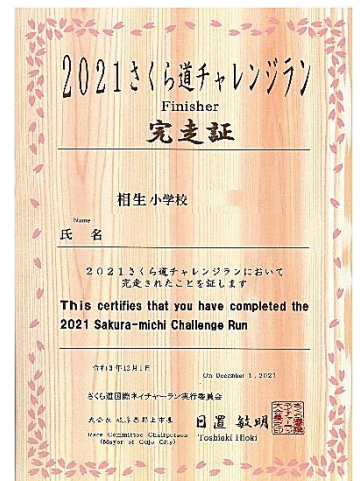 2021さくら道チャレンジラン
Finisher
完走証
相生小学校
Name
氏 名
2021さくら道チャレンジランにおいて
完走されたことを証します
This certifies that you have completed the
2021 Sakura-michi Challenge Run
令和3年12月1日
On December 1, 2021
さくら道国際ネイチャーラン実行委員会
大会会長 岐阜県郡上市長
日置 敏明
Race Committee Chairperson
(Mayor of Gujo City)
Toshiaki Hioki